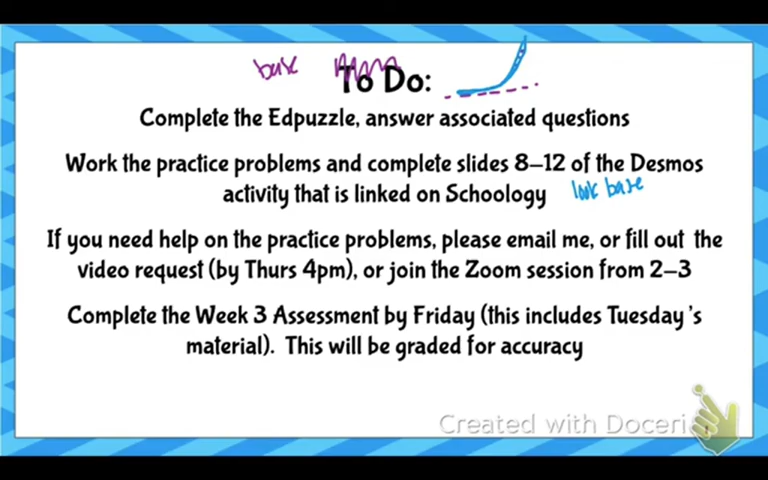 base
To Do:
Complete the Edpuzzle, answer associated questions
Work the practice problems and complete slides 8-12 of the Desmos
activity that is linked on Schoology
look base
If you need help on the practice problems, please email me, or fill out the
video request (by Thurs 4pm), or join the Zoom session from 2-3
Complete the Week 3 Assessment by Friday (this includes Tuesday's
material). This will be graded for accuracy
Created with Doceri